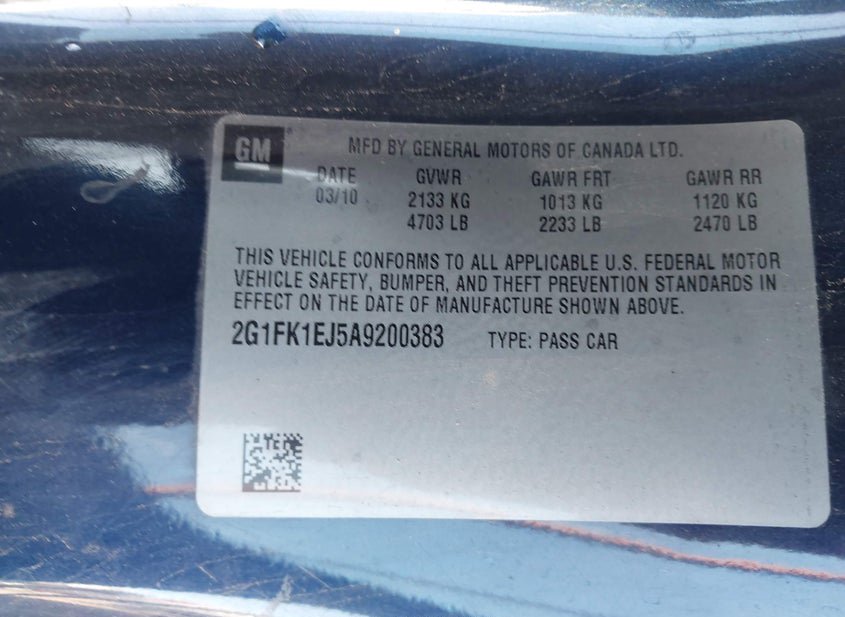 GM
MFD BY GENERAL MOTORS OF CANADA LTD.
DATE GVWR GAWR FRT GAWR RR
03/10 2133 KG 1013 KG 1120 KG
4703 LB 2233 LB 2470 LB
THIS VEHICLE CONFORMS TO ALL APPLICABLE U.S. FEDERAL MOTOR
VEHICLE SAFETY, BUMPER, AND THEFT PREVENTION STANDARDS IN
EFFECT ON THE DATE OF MANUFACTURE SHOWN ABOVE.
2G1FK1EJ5A9200383 TYPE: PASS CAR